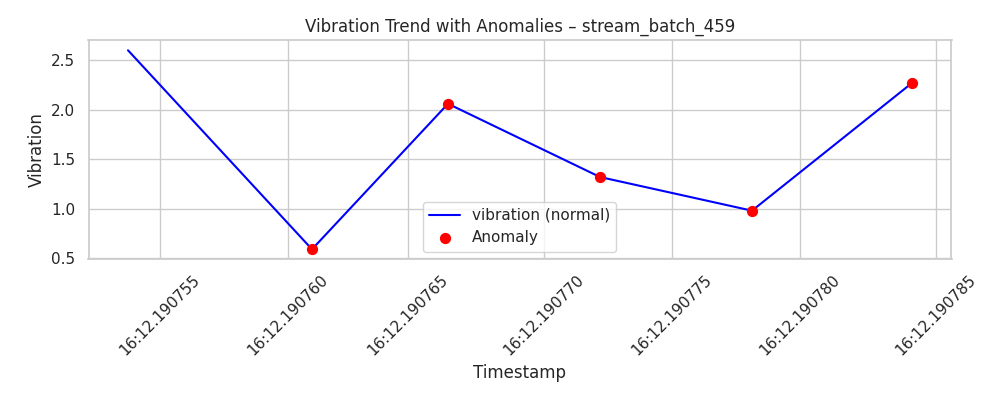 Vibration Trend with Anomalies – stream_batch_459
Vibration
2.5
2.0
1.5
1.0
0.5
vibration (normal)
Anomaly
16:12.190755
16:12.190760
16:12.190765
16:12.190770
16:12.190775
16:12.190780
16:12.190785
Timestamp